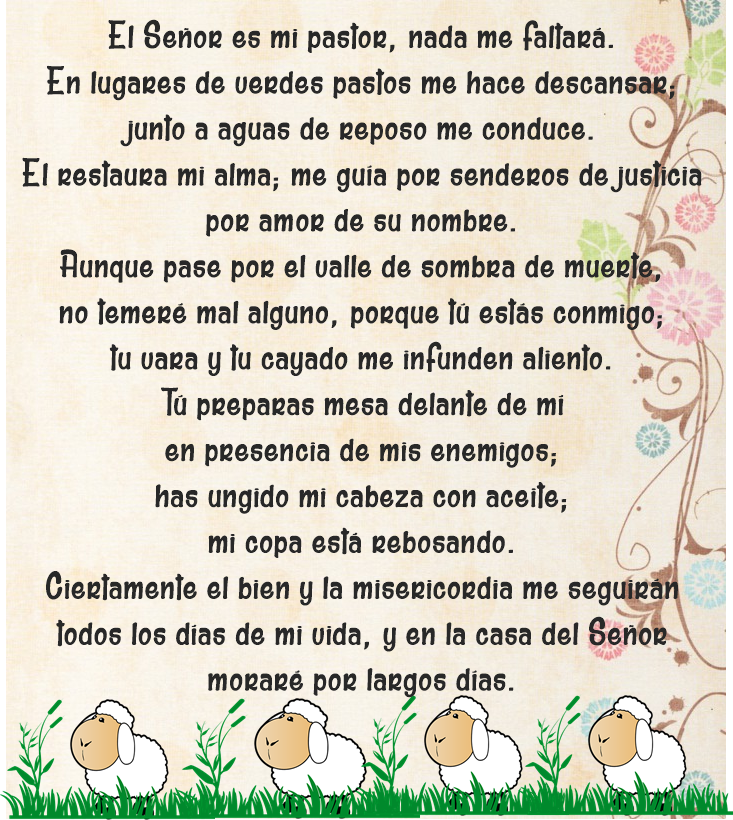 El Señor es mi pastor, nada me faltará.
En lugares de verdes pastos me hace descansar;
junto a aguas de reposo me conduce.
El restaura mi alma; me guía por senderos de justicia
por amor de su nombre.
Aunque pase por el valle de sombra de muerte,
no temeré mal alguno, porque tú estás conmigo;
tu vara y tu cayado me infunden aliento.
Tú preparas mesa delante de mí
en presencia de mis enemigos;
has ungido mi cabeza con aceite;
mi copa está rebosando.
Ciertamente el bien y la misericordia me seguirán
todos los días de mi vida, y en la casa del Señor
moraré por largos días.